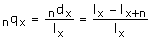 ₙqₓ = ₙdₓ / lₓ = (lₓ − lₓ₊ₙ) / lₓ